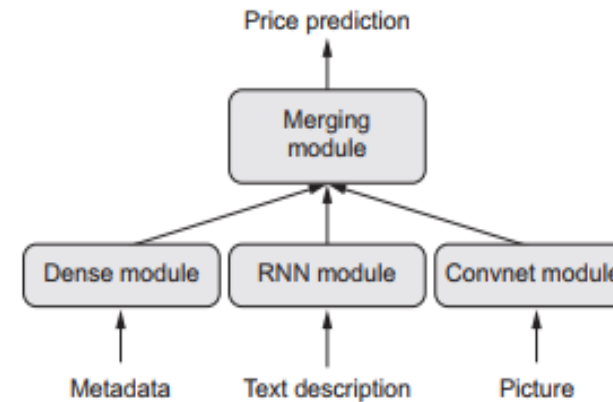 Price prediction
Merging
module
Dense module
RNN module
Convnet module
Metadata
Text description
Picture